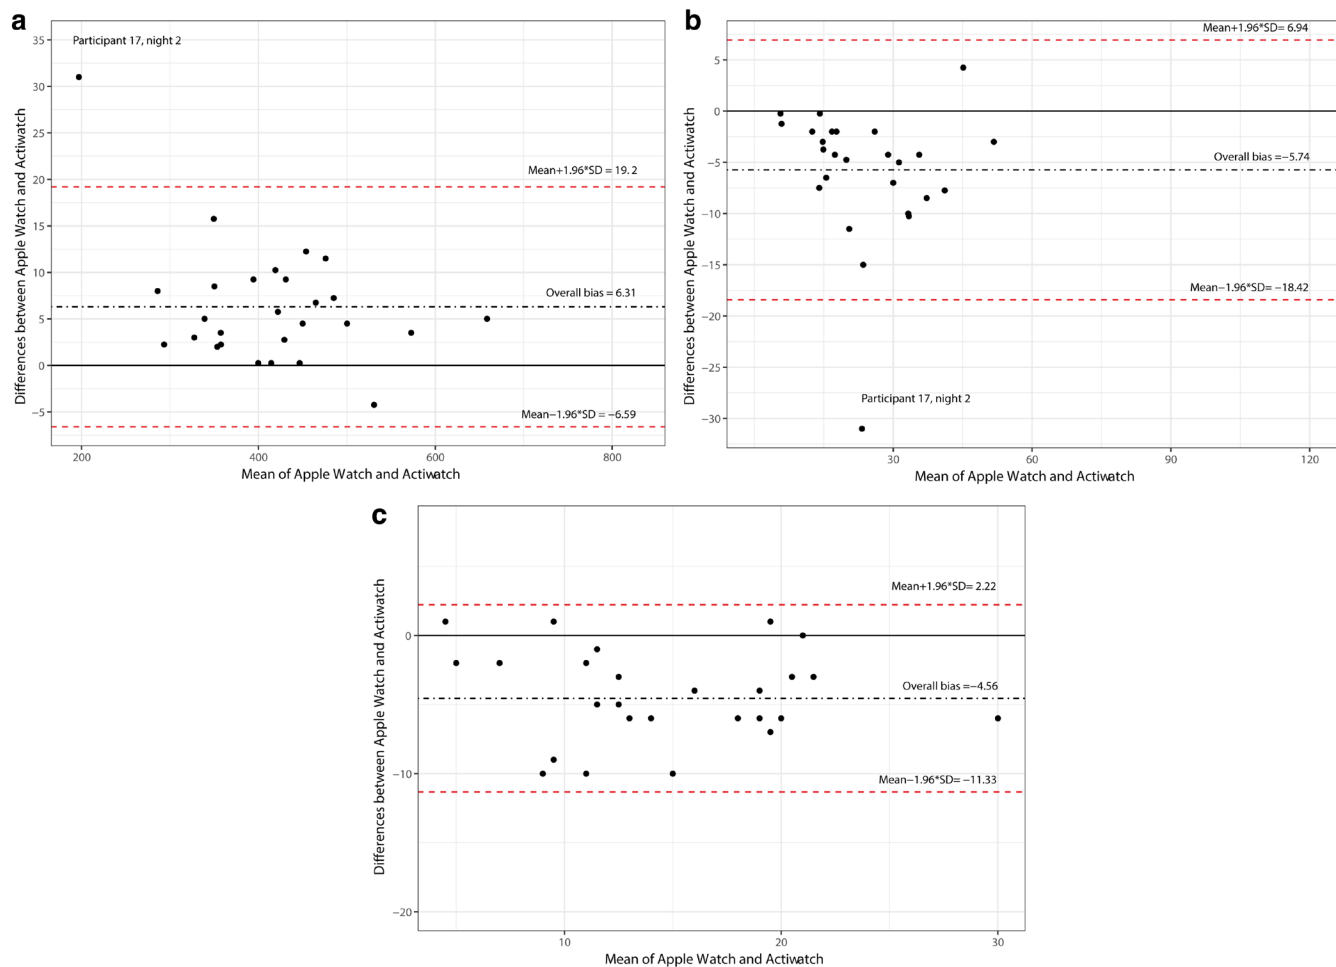 a
Participant 17, night 2
Mean+1.96*SD = 19.2
Overall bias = 6.31
Mean−1.96*SD = −6.59
35
30
25
20
15
10
5
0
−5
200
400
600
800
Differences between Apple Watch and Actiwatch
Mean of Apple Watch and Actiwatch
b
Mean+1.96*SD= 6.94
Overall bias =−5.74
Mean−1.96*SD= −18.42
Participant 17, night 2
5
0
−5
−10
−15
−20
−25
−30
30
60
90
120
Differences between Apple Watch and Actiwatch
Mean of Apple Watch and Actiwatch
c
Mean+1.96*SD= 2.22
Overall bias =−4.56
Mean−1.96*SD= −11.33
0
−10
−20
10
20
30
Differences between Apple Watch and Actiwatch
Mean of Apple Watch and Actiwatch